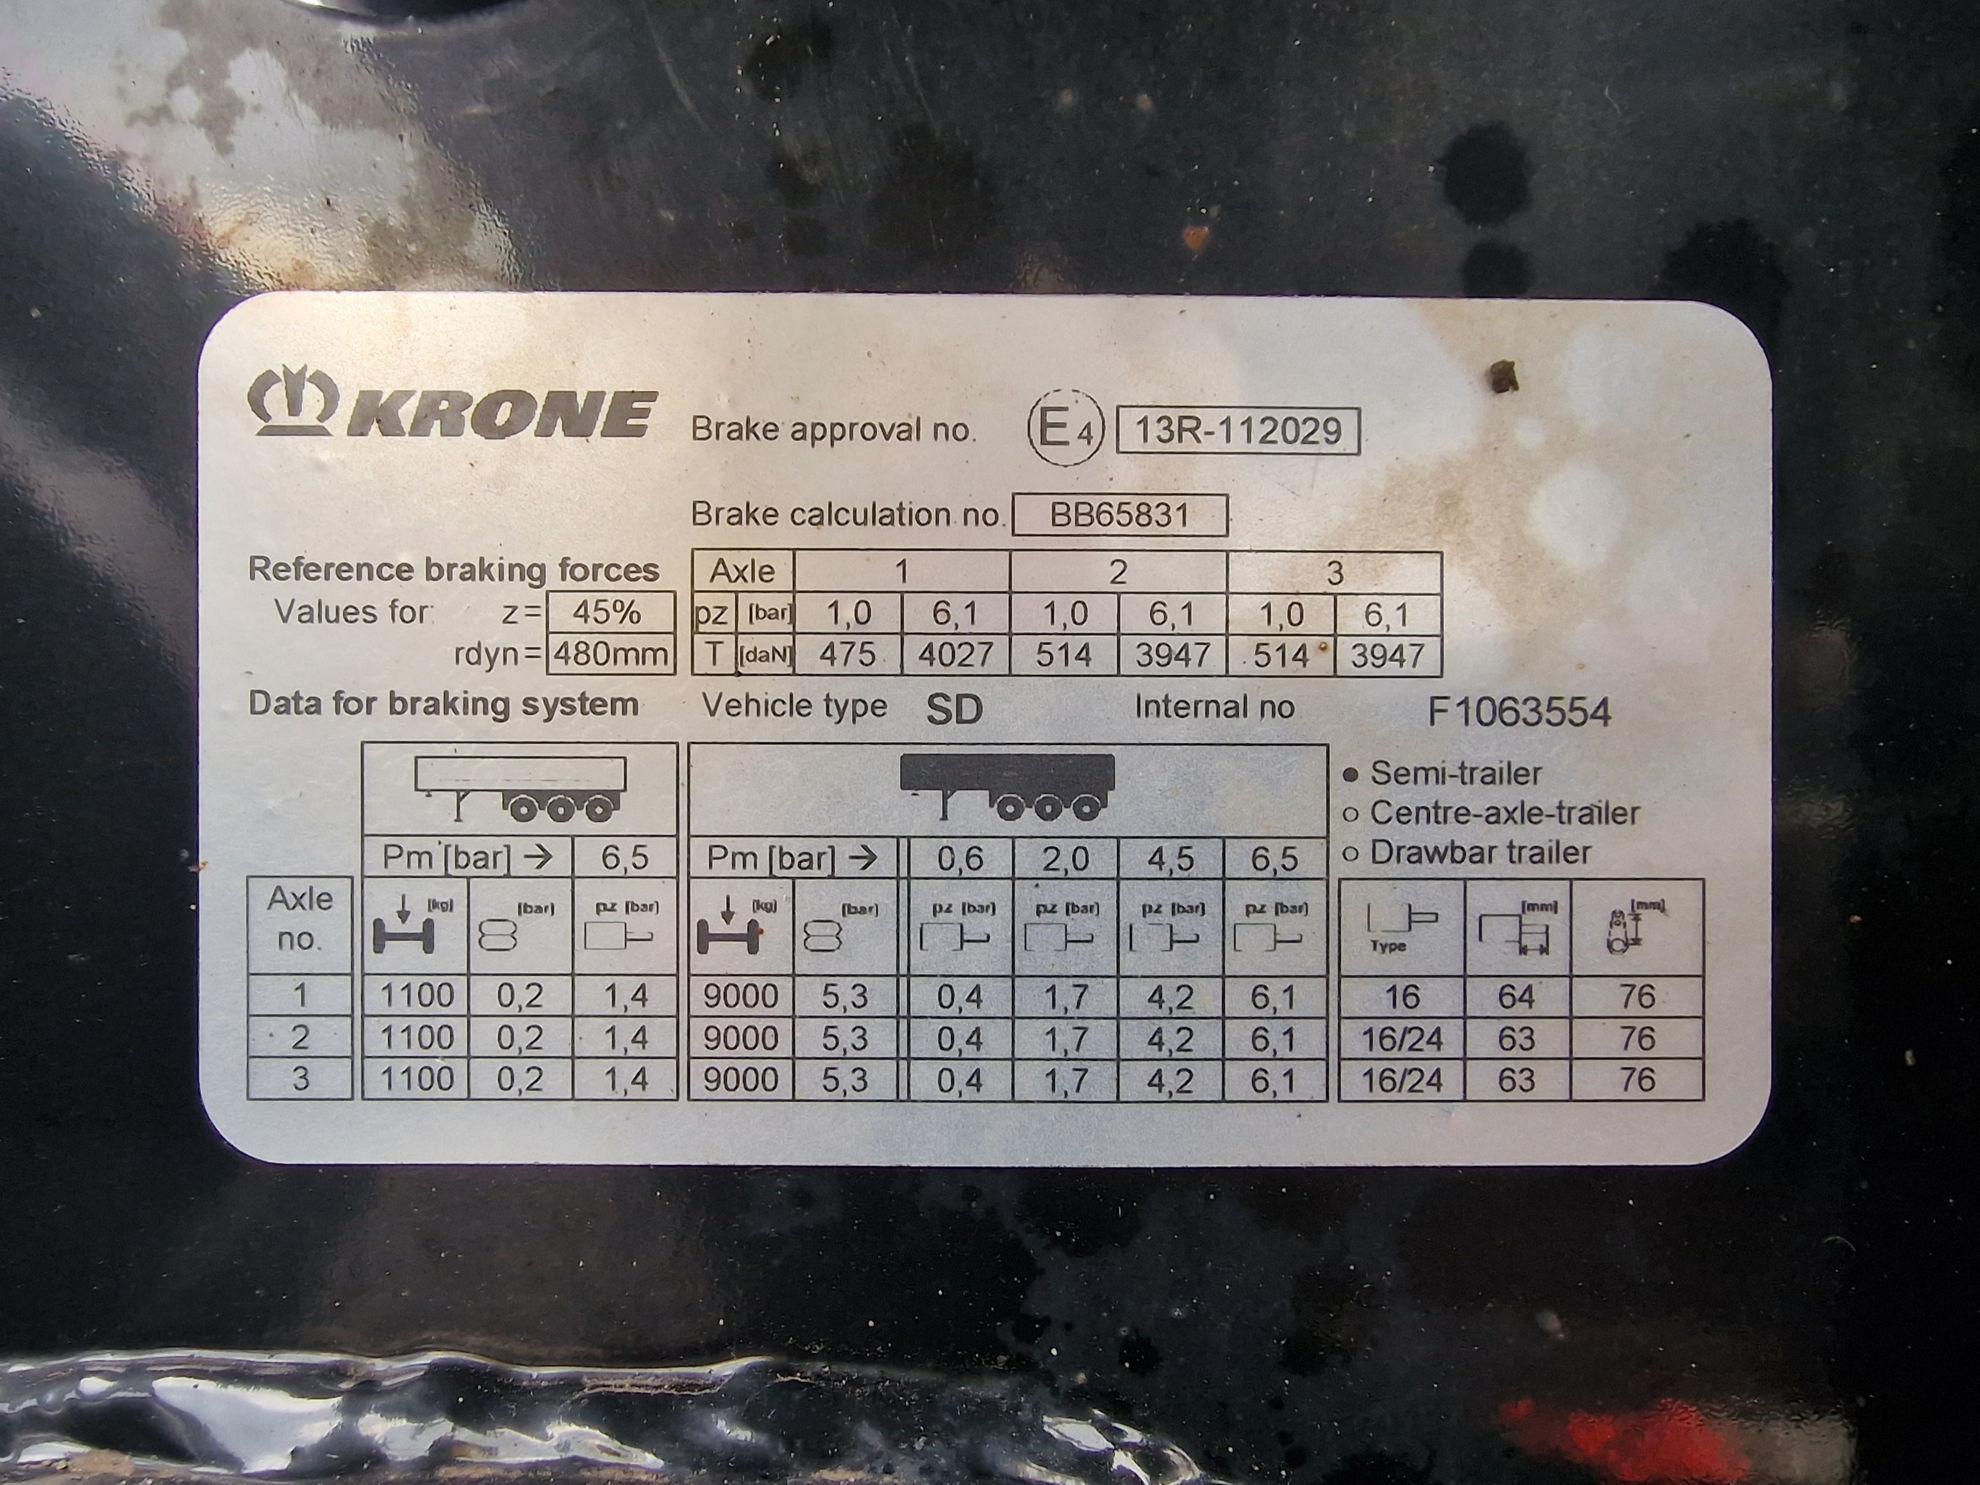 KRONE
Brake approval no. E4 13R-112029
Brake calculation no. BB65831
Reference braking forces Axle 1 2 3
Values for: z= 45% pz [bar] 1,0 6,1 1,0 6,1 1,0 6,1
rdyn= 480mm T [daN] 475 4027 514 3947 514 3947
Data for braking system Vehicle type SD Internal no F1063554
Semi-trailer
Centre-axle-trailer
Drawbar trailer
Pm [bar] → 6,5 Pm [bar] → 0,6 2,0 4,5 6,5
Axle no. [kg] [bar] pz [bar] [kg] [bar] pz [bar] pz [bar] pz [bar] pz [bar] Type [mm] [mm]
1 1100 0,2 1,4 9000 5,3 0,4 1,7 4,2 6,1 16 64 76
2 1100 0,2 1,4 9000 5,3 0,4 1,7 4,2 6,1 16/24 63 76
3 1100 0,2 1,4 9000 5,3 0,4 1,7 4,2 6,1 16/24 63 76